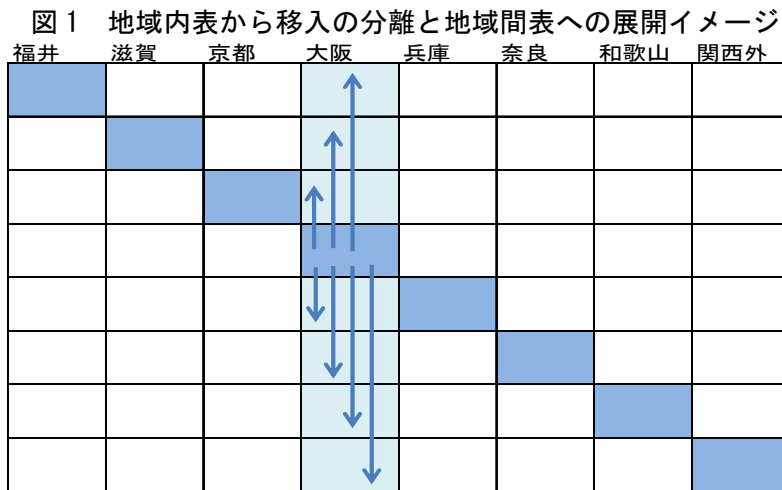 図1 地域内表から移入の分離と地域間表への展開イメージ
福井 滋賀 京都 大阪 兵庫 奈良 和歌山 関西外